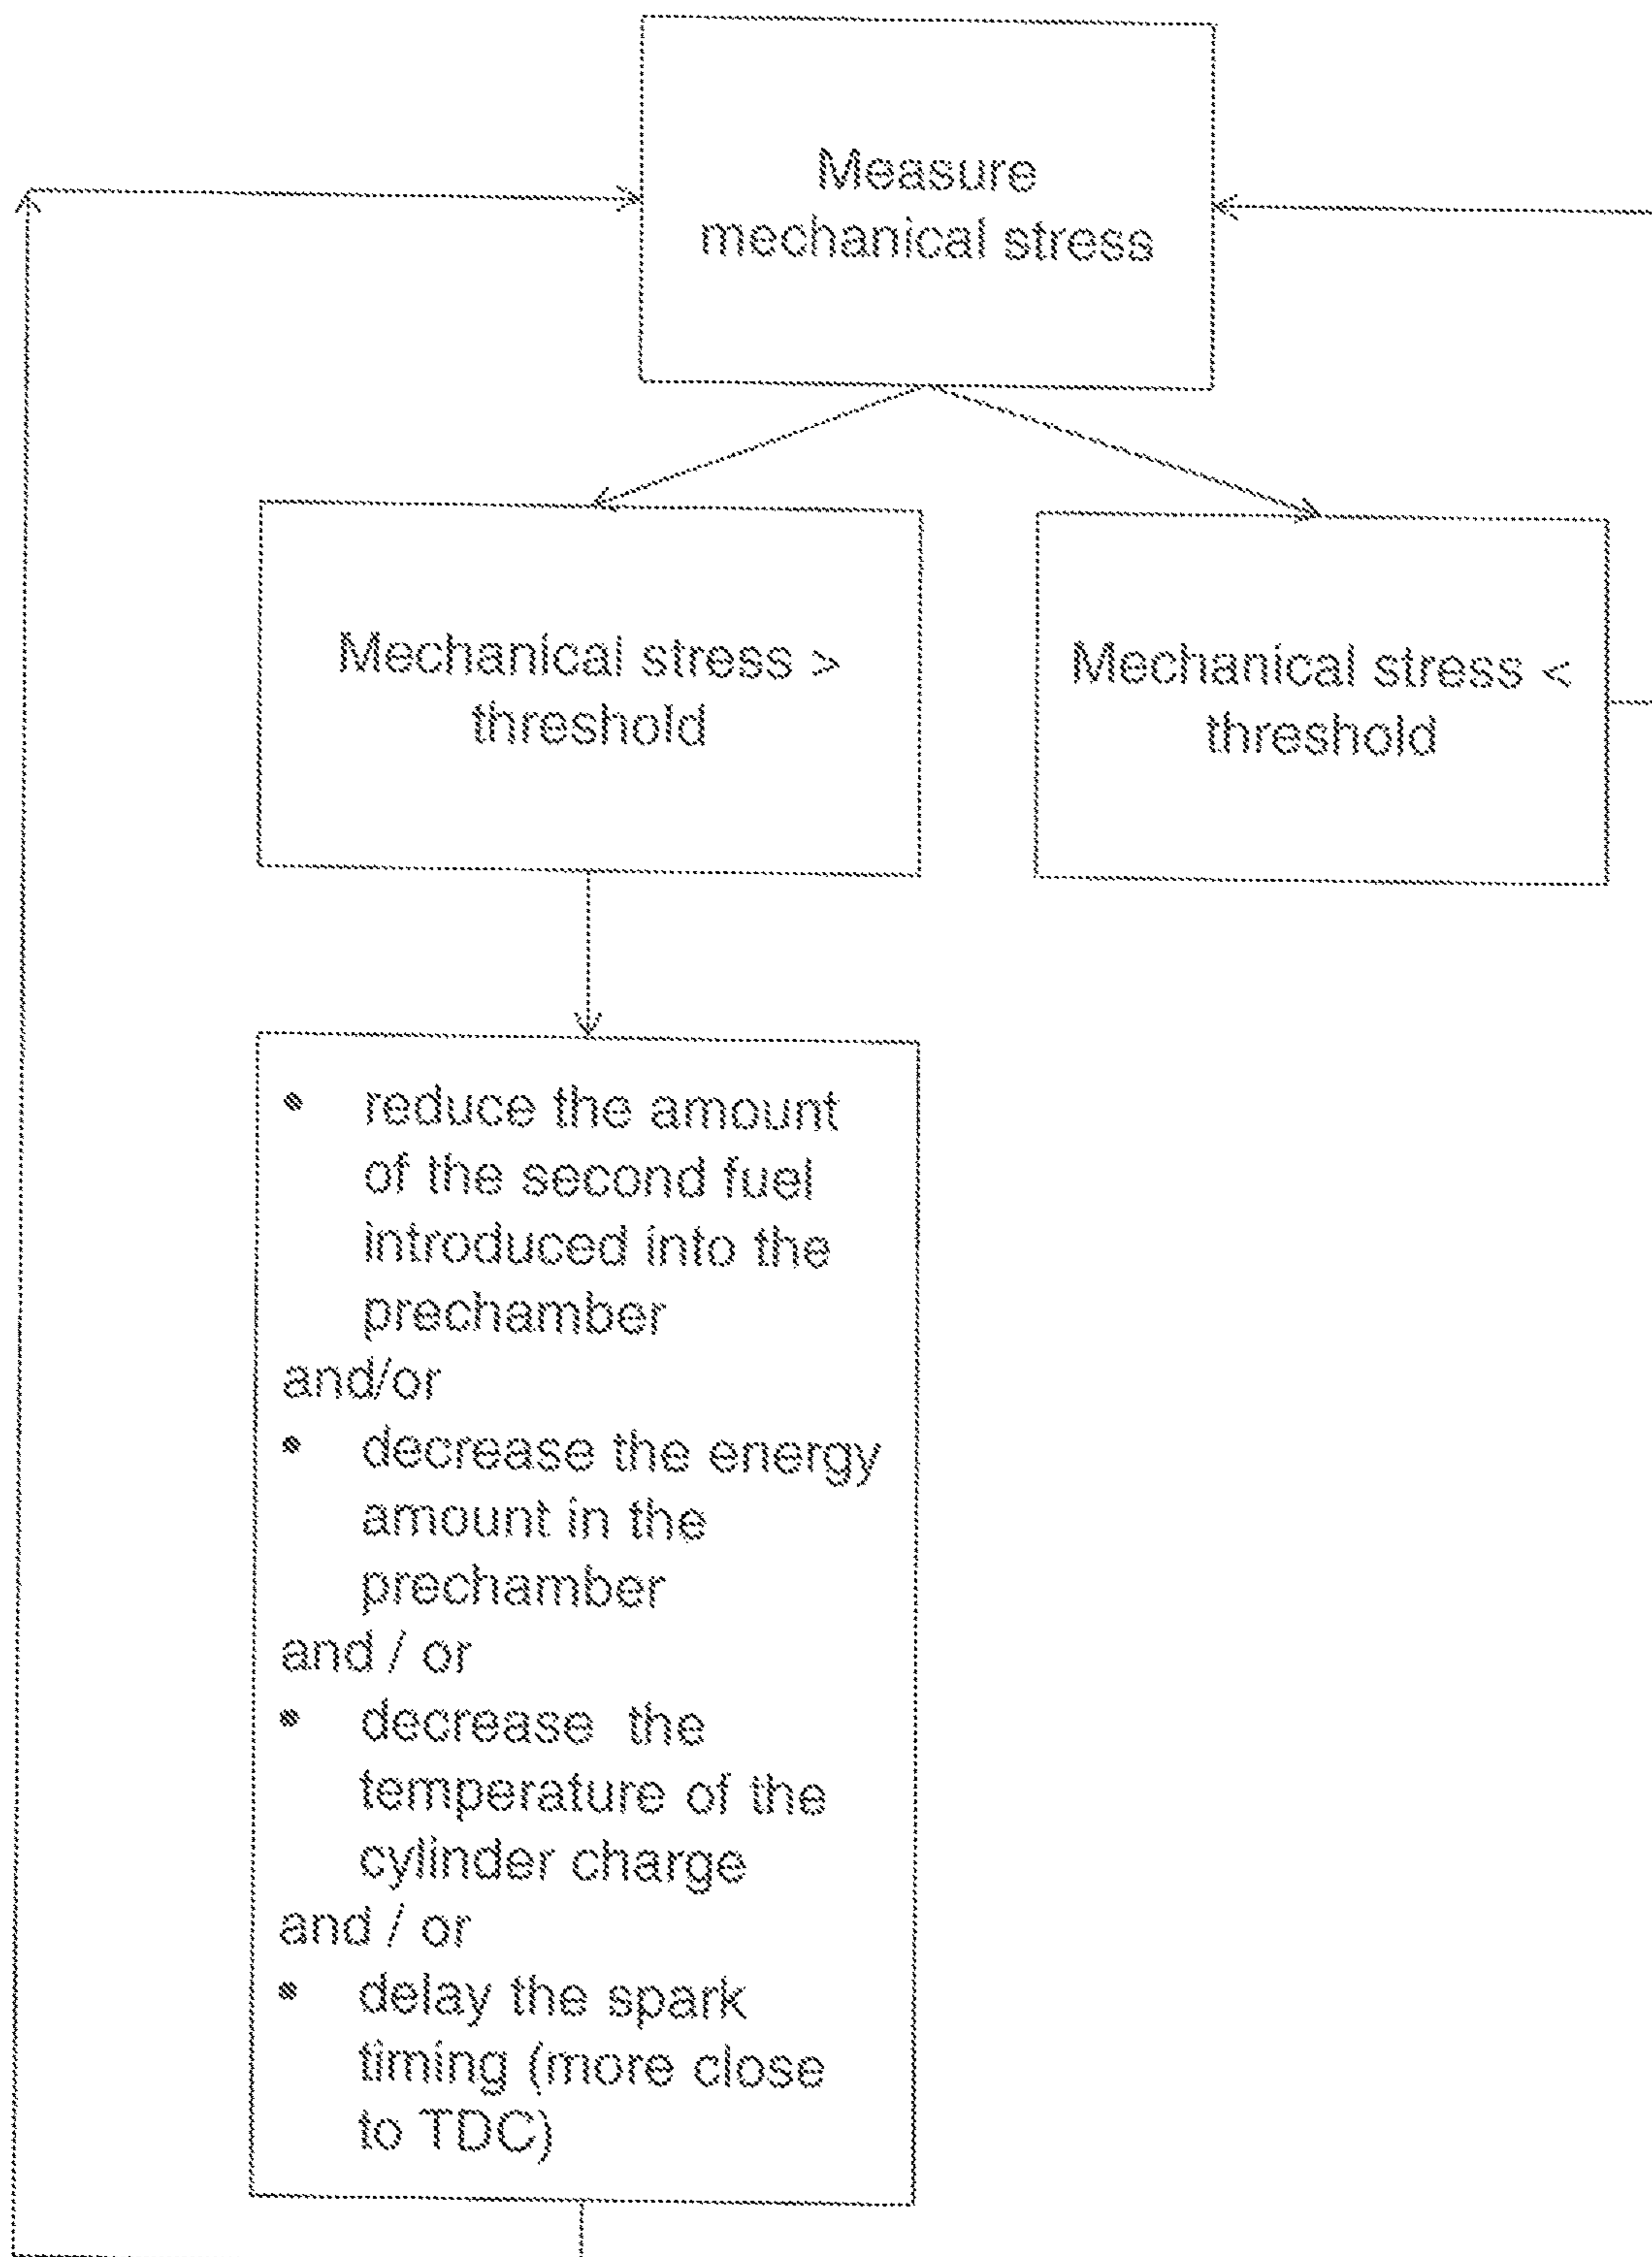 Measure
mechanical stress
Mechanical stress >
threshold
Mechanical stress <
threshold
• reduce the amount
of the second fuel
introduced into the
prechamber
and/or
• decrease the energy
amount in the
prechamber
and / or
• decrease  the
temperature of the
cylinder charge
and / or
• delay the spark
timing (more close
to TDC)